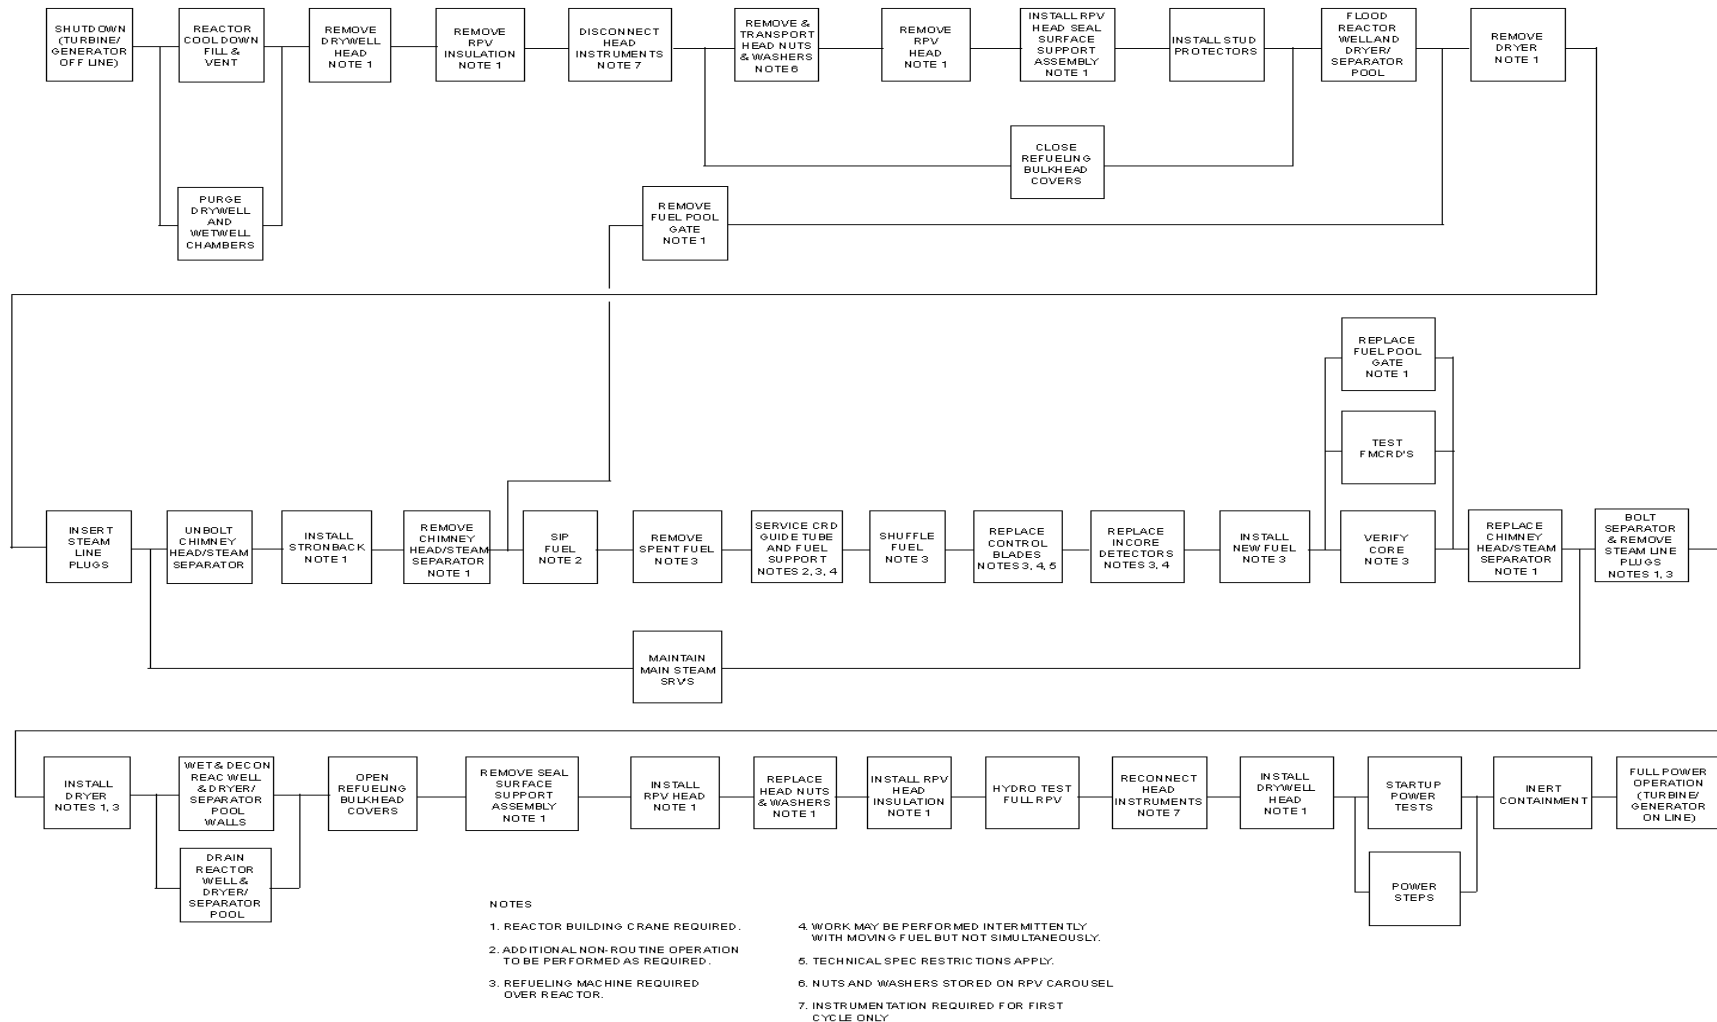 SHUTDOWN
(TURBINE/
GENERATOR
OFF LINE)
REACTOR
COOLDOWN
FILL &
VENT
REMOVE
DRYWELL
HEAD
NOTE 1
REMOVE
RPV
INSULATION
NOTE 1
DISCONNECT
HEAD
INSTRUMENTS
NOTE 7
REMOVE &
TRANSPORT
HEAD NUTS
& WASHERS
NOTE 6
REMOVE
RPV
HEAD
NOTE 1
INSTALL RPV
HEAD SEAL
SURFACE
SUPPORT
ASSEMBLY
NOTE 1
INSTALL STUD
PROTECTORS
FLOOD
REACTOR
WELL AND
DRYER/
SEPARATOR
POOL
REMOVE
DRYER
NOTE 1
CLOSE
REFUELING
BULKHEAD
COVERS
PURGE
DRYWELL
AND
WETWELL
CHAMBERS
REMOVE
FUEL POOL
GATE
NOTE 1
REPLACE
FUEL POOL
GATE
NOTE 1
TEST
FMCRD'S
INSERT
STEAM
LINE
PLUGS
UNBOLT
CHIMNEY
HEAD/STEAM
SEPARATOR
INSTALL
STRONBACK
NOTE 1
REMOVE
CHIMNEY
HEAD/STEAM
SEPARATOR
NOTE 1
SIP
FUEL
NOTE 2
REMOVE
SPENT FUEL
NOTE 3
SERVICE CRD
GUIDE TUBE
AND FUEL
SUPPORT
NOTES 2, 3, 4
SHUFFLE
FUEL
NOTE 3
REPLACE
CONTROL
BLADES
NOTES 3, 4, 5
REPLACE
INCORE
DETECTORS
NOTES 3, 4
INSTALL
NEW FUEL
NOTE 3
VERIFY
CORE
NOTE 3
REPLACE
CHIMNEY
HEAD/STEAM
SEPARATOR
NOTE 1
BOLT
SEPARATOR
& REMOVE
STEAM LINE
PLUGS
NOTES 1, 3
MAINTAIN
MAIN STEAM
SRV'S
INSTALL
DRYER
NOTES 1, 3
WET & DECON
REAC WELL
& DRYER/
SEPARATOR
POOL
WALLS
OPEN
REFUELING
BULKHEAD
COVERS
REMOVE SEAL
SURFACE
SUPPORT
ASSEMBLY
NOTE 1
INSTALL
RPV HEAD
NOTE 1
REPLACE
HEAD NUTS
& WASHERS
NOTE 1
INSTALL RPV
HEAD
INSULATION
NOTE 1
HYDRO TEST
FULL RPV
RECONNECT
HEAD
INSTRUMENTS
NOTE 7
INSTALL
DRYWELL
HEAD
NOTE 1
STARTUP
POWER
TESTS
INERT
CONTAINMENT
FULL POWER
OPERATION
(TURBINE/
GENERATOR
ON LINE)
DRAIN
REACTOR
WELL &
DRYER/
SEPARATOR
POOL
POWER
STEPS
NOTES
1. REACTOR BUILDING CRANE REQUIRED.
2. ADDITIONAL NON-ROUTINE OPERATION
TO BE PERFORMED AS REQUIRED.
3. REFUELING MACHINE REQUIRED
OVER REACTOR.
4. WORK MAY BE PERFORMED INTERMITTENTLY
WITH MOVING FUEL BUT NOT SIMULTANEOUSLY.
5. TECHNICAL SPEC RESTRICTIONS APPLY.
6. NUTS AND WASHERS STORED ON RPV CAROUSEL
7. INSTRUMENTATION REQUIRED FOR FIRST
CYCLE ONLY